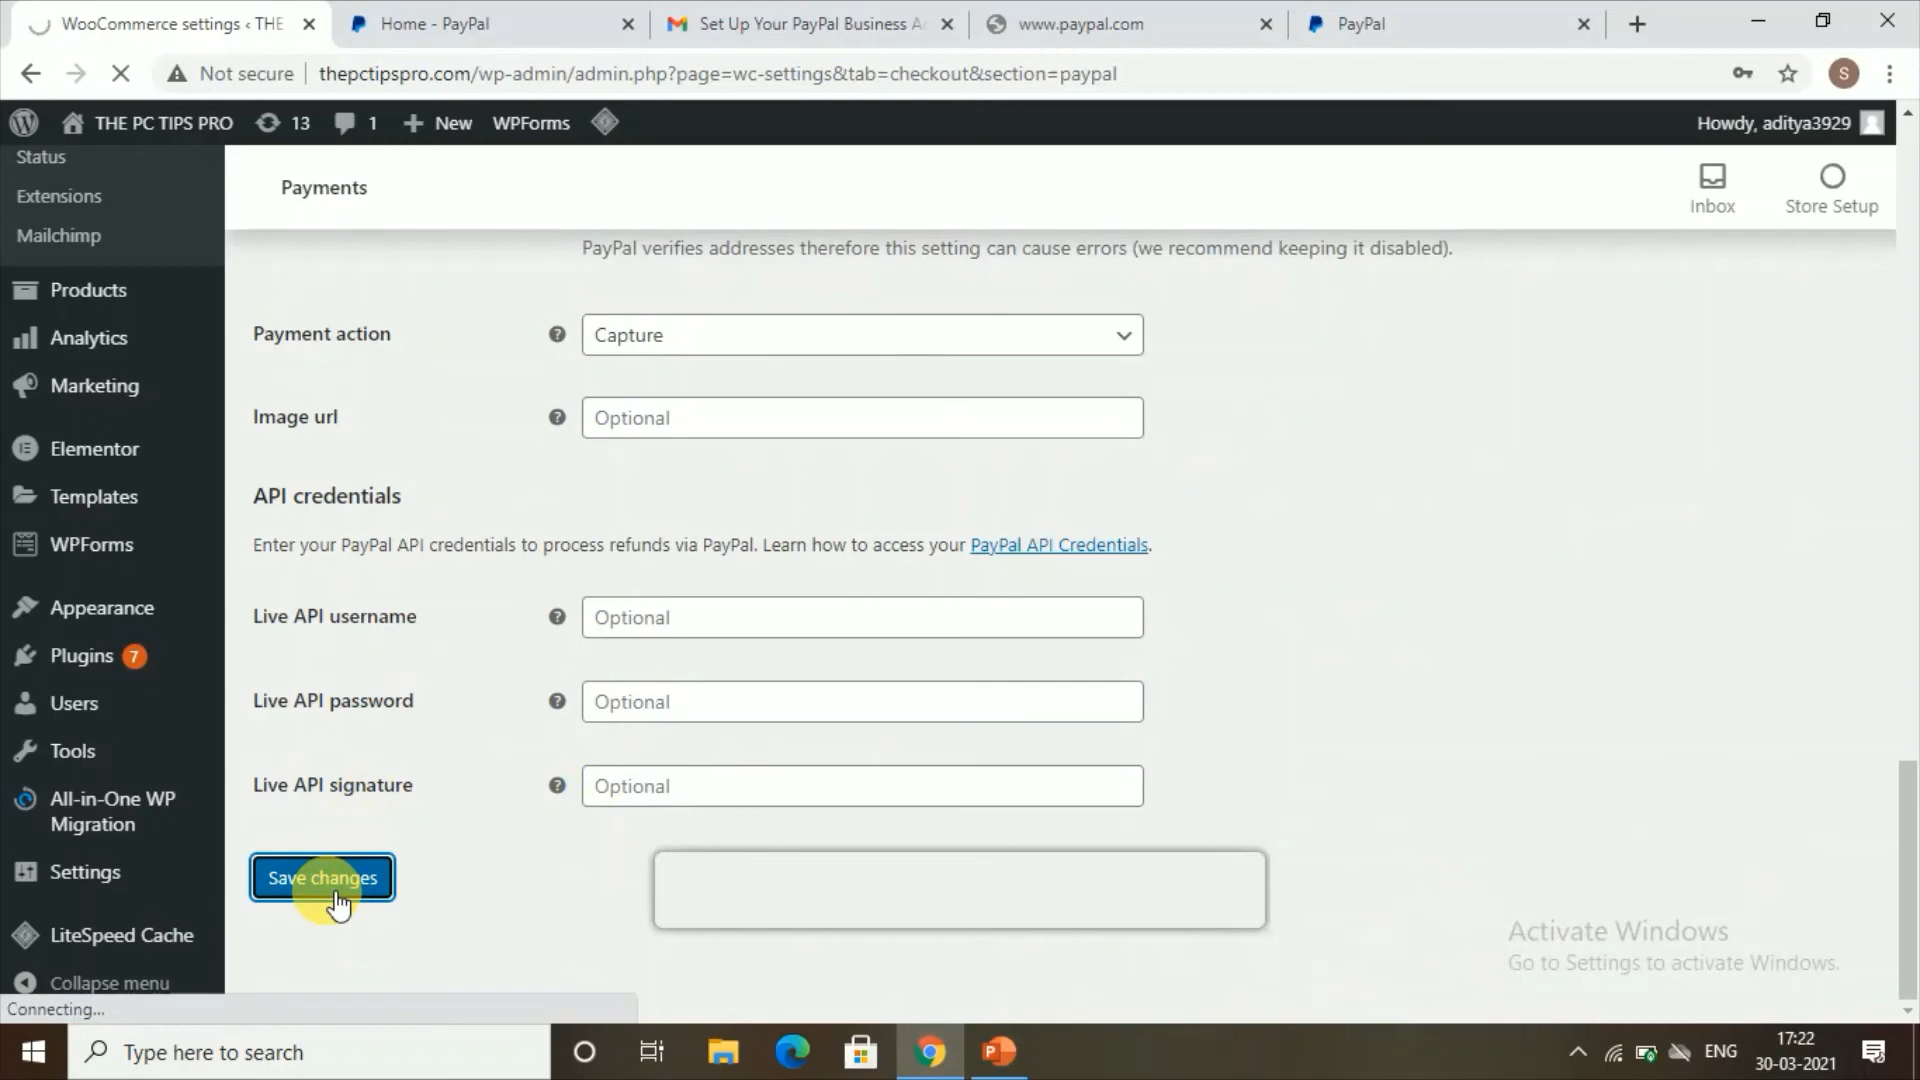 WooCommerce settings ‹ THE
Home - PayPal
Set Up Your PayPal Business A
www.paypal.com
PayPal
Not secure
thepctipspro.com/wp-admin/admin.php?page=wc-settings&tab=checkout&section=paypal
S
THE PC TIPS PRO
13
1
New
WPForms
Howdy, aditya3929
Status
Extensions
Mailchimp
Products
Analytics
Marketing
Elementor
Templates
WPForms
Appearance
Plugins 7
Users
Tools
All-in-One WP
Migration
Settings
LiteSpeed Cache
Collapse menu
Connecting...
Payments
Inbox
Store Setup
PayPal verifies addresses therefore this setting can cause errors (we recommend keeping it disabled).
Payment action
Capture
Image url
Optional
API credentials
Enter your PayPal API credentials to process refunds via PayPal. Learn how to access your PayPal API Credentials.
Live API username
Optional
Live API password
Optional
Live API signature
Optional
Save changes
Activate Windows
Go to Settings to activate Windows.
Type here to search
ENG
17:22
30-03-2021